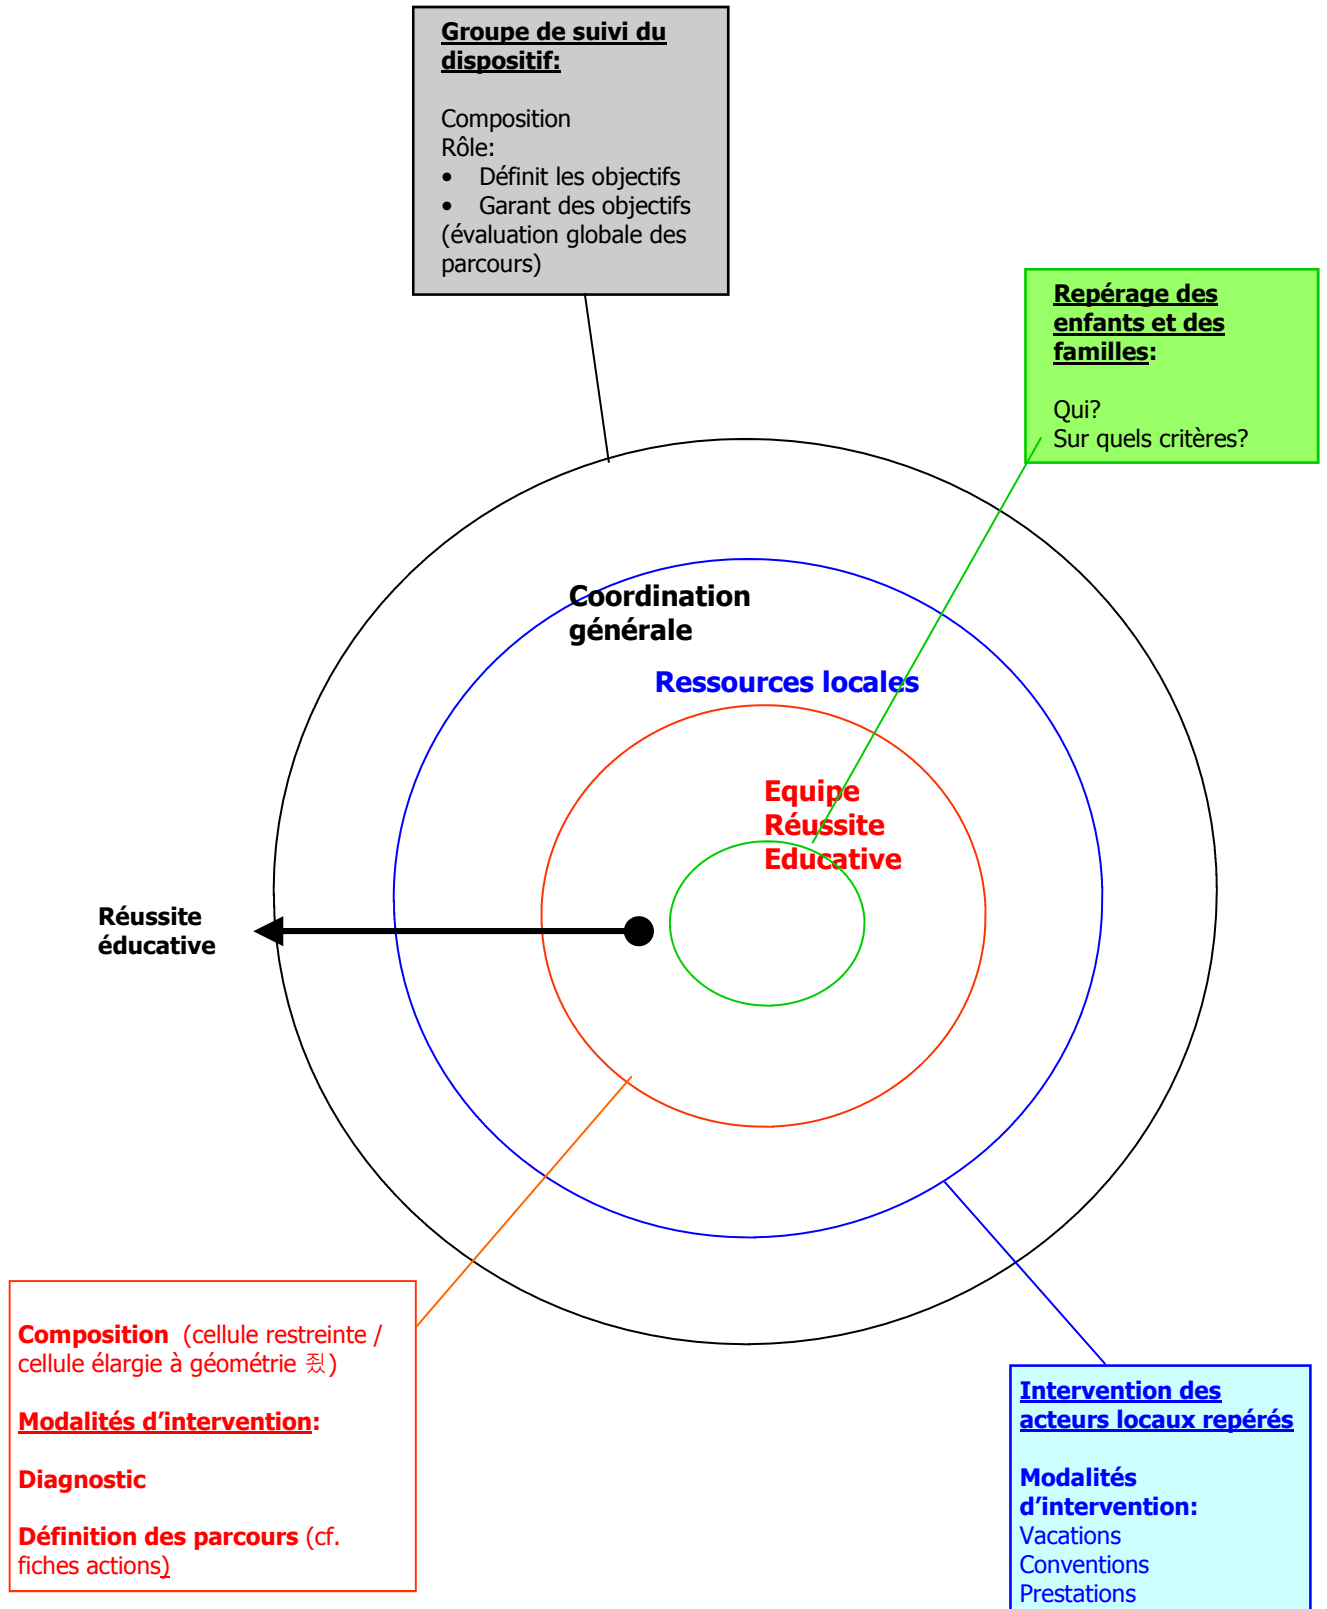 Groupe de suivi du
dispositif:
Composition
Rôle:
• Définit les objectifs
• Garant des objectifs
(évaluation globale des
parcours)
Repérage des
enfants et des
familles:
Qui?
Sur quels critères?
Coordination
générale
Ressources locales
Equipe
Réussite
Educative
Réussite
éducative
Composition (cellule restreinte /
cellule élargie à géométrie 죘)
Modalités d’intervention:
Diagnostic
Définition des parcours (cf.
fiches actions)
Intervention des
acteurs locaux repérés
Modalités
d’intervention:
Vacations
Conventions
Prestations